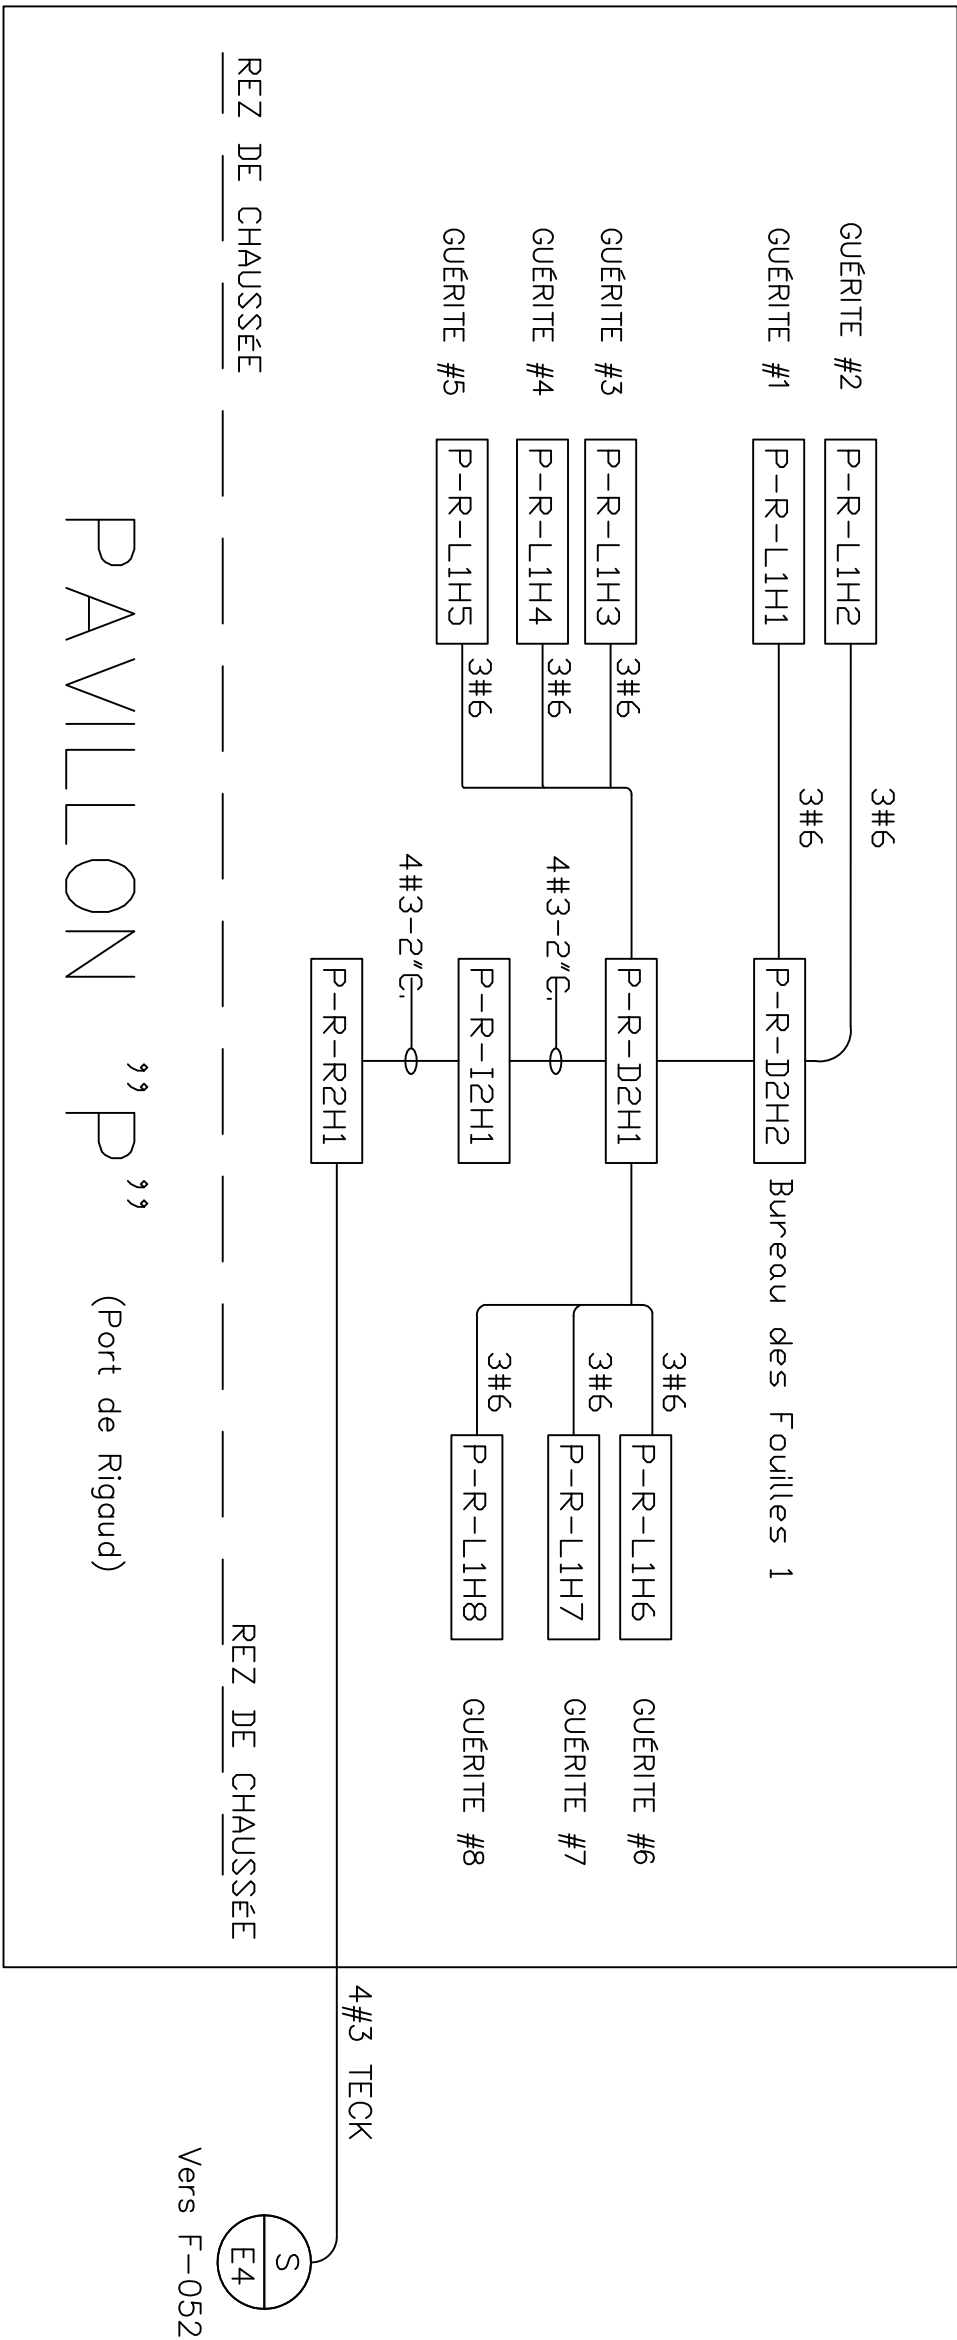 Bureau des Fouilles 1
GUÉRITE #2
P-R-L1H2
3#6
GUÉRITE #1
P-R-L1H1
3#6
P-R-D2H2
GUÉRITE #3
P-R-L1H3
3#6
P-R-D2H1
3#6
P-R-L1H6
GUÉRITE #6
GUÉRITE #4
P-R-L1H4
3#6
4#3-2"C.
3#6
P-R-L1H7
GUÉRITE #7
GUÉRITE #5
P-R-L1H5
3#6
P-R-I2H1
3#6
P-R-L1H8
GUÉRITE #8
4#3-2"C.
P-R-R2H1
4#3 TECK
S
E4
Vers F-052
REZ DE CHAUSSÉE
REZ DE CHAUSSÉE
PAVILLON "P" (Port de Rigaud)